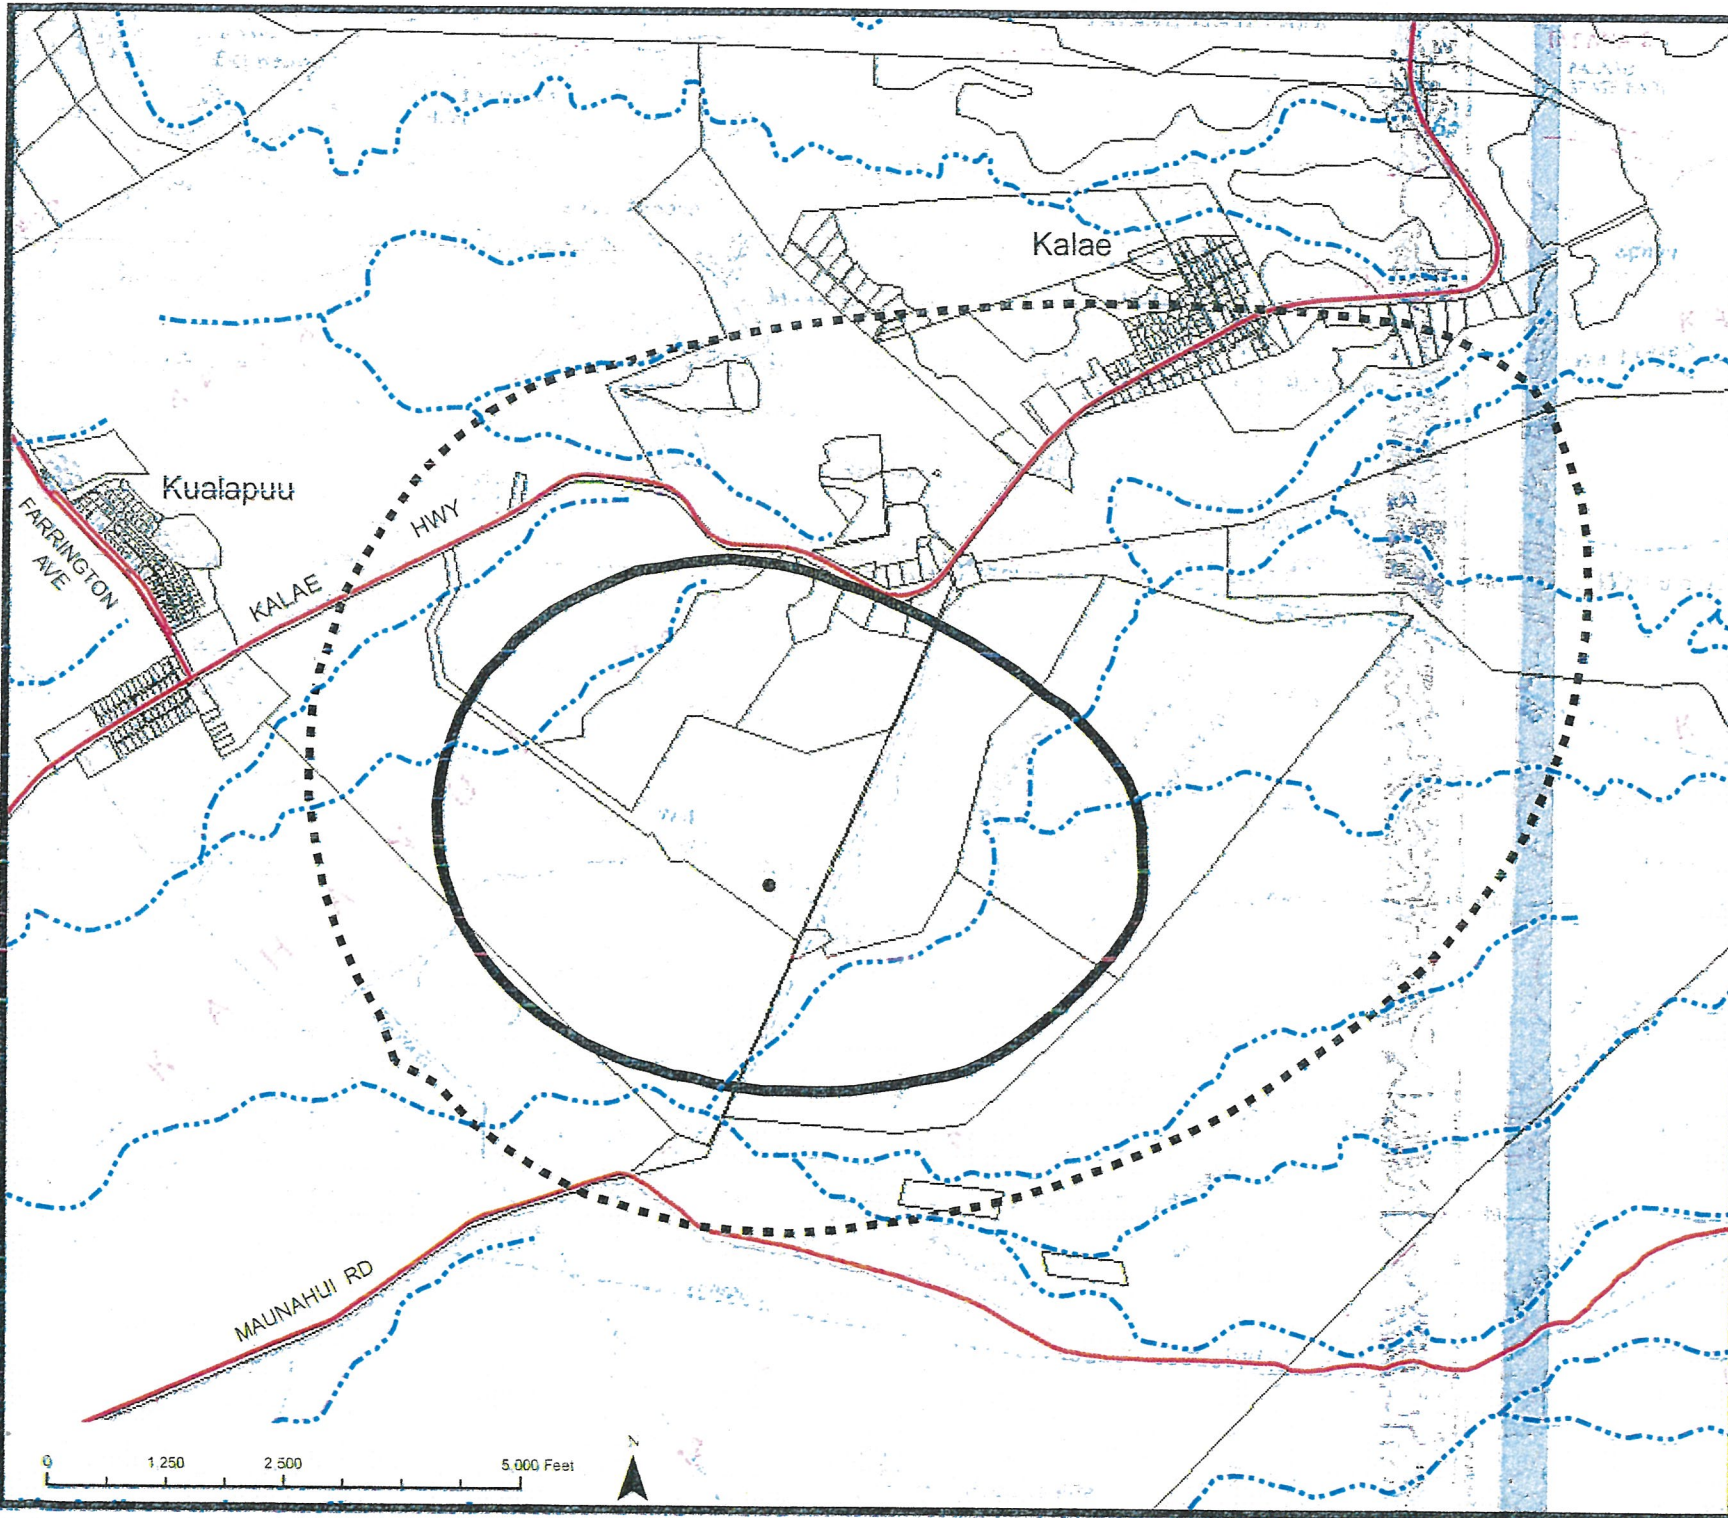 Kalae
Kualapuu
FARRINGTON
AVE
KALAE HWY
MAUNAHUI RD
0 1.250 2.500 5.000 Feet
N